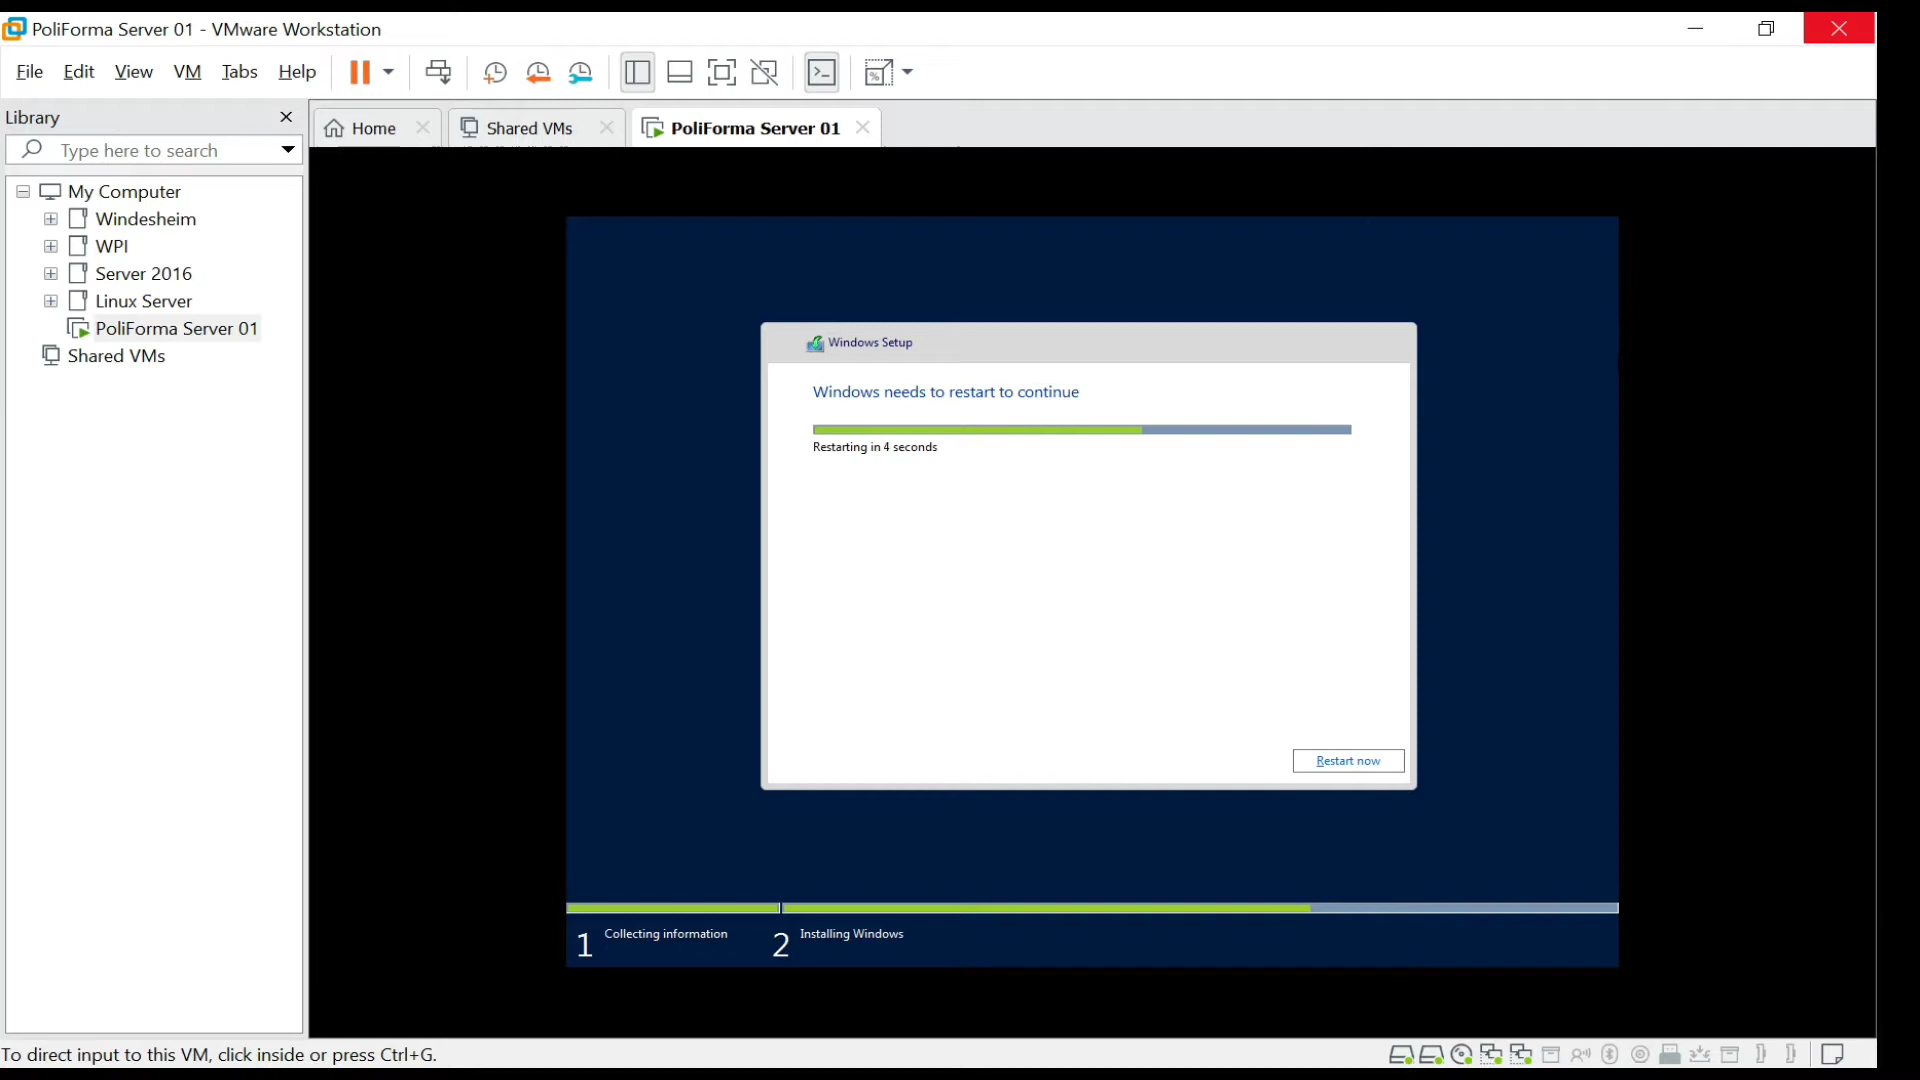 PoliForma Server 01 - VMware Workstation
File Edit View VM Tabs Help
Library
Type here to search
My Computer
Windesheim
WPI
Server 2016
Linux Server
PoliForma Server 01
Shared VMs
Home
Shared VMs
PoliForma Server 01
Windows Setup
Windows needs to restart to continue
Restarting in 4 seconds
Restart now
1 Collecting information
2 Installing Windows
To direct input to this VM, click inside or press Ctrl+G.